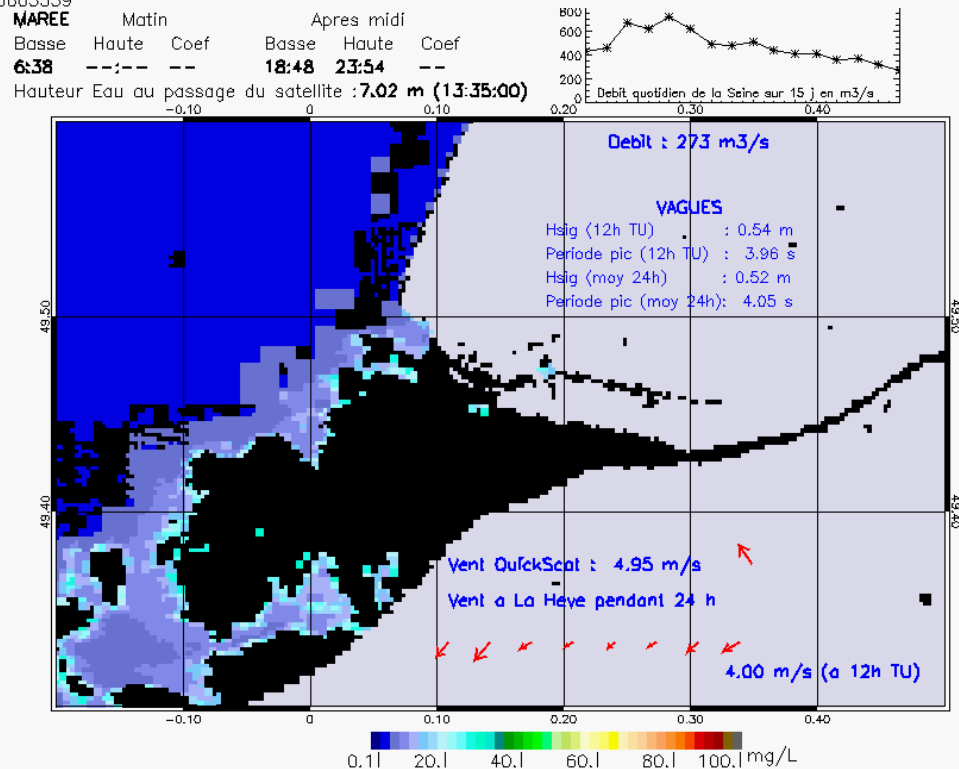 MAREE Matin Apres midi
Basse Haute Coef Basse Haute Coef
6:38 --:-- -- 18:48 23:54 --
Hauteur Eau au passage du satellite :7.02 m (13:35:00)
800
600
400
200
0
Debit quotidien de la Seine sur 15 j en m3/s
-0.10 0 0.10 0.20 0.30 0.40
Debit : 273 m3/s
VAGUES
Hsig (12h TU) : 0.54 m
Periode pic (12h TU) : 3.96 s
Hsig (moy 24h) : 0.52 m
Periode pic (moy 24h): 4.05 s
49.50 49.50
49.40 49.40
Vent QuickScat : 4.95 m/s
Vent a La Heve pendant 24 h
4.00 m/s (a 12h TU)
-0.10 0 0.10 0.20 0.30 0.40
0.1| 20.| 40.| 60.| 80.| 100.| mg/L